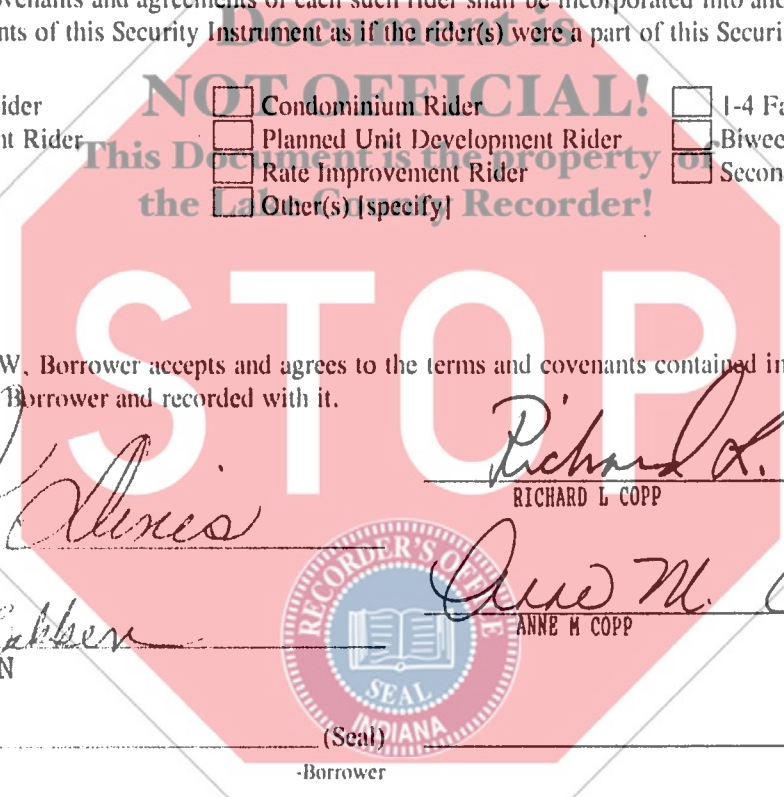 venants and agreements of each such rider shall be incorporated into and
nts of this Security Instrument as if the rider(s) were a part of this Securi
Document is
NOT OFFICIAL!
This Document is the property of
the Lake County Recorder!
ider
Condominium Rider
1-4 Fa
nt Rider
Planned Unit Development Rider
Biwee
Rate Improvement Rider
Secon
Other(s) [specify]
STOP
W, Borrower accepts and agrees to the terms and covenants contained in
Borrower and recorded with it.
Richard L.
RICHARD L COPP
Denis
RECORDER'S OFFICE
SEAL
INDIANA
Anne M.
ANNE M COPP
N
(Seal)
-Borrower